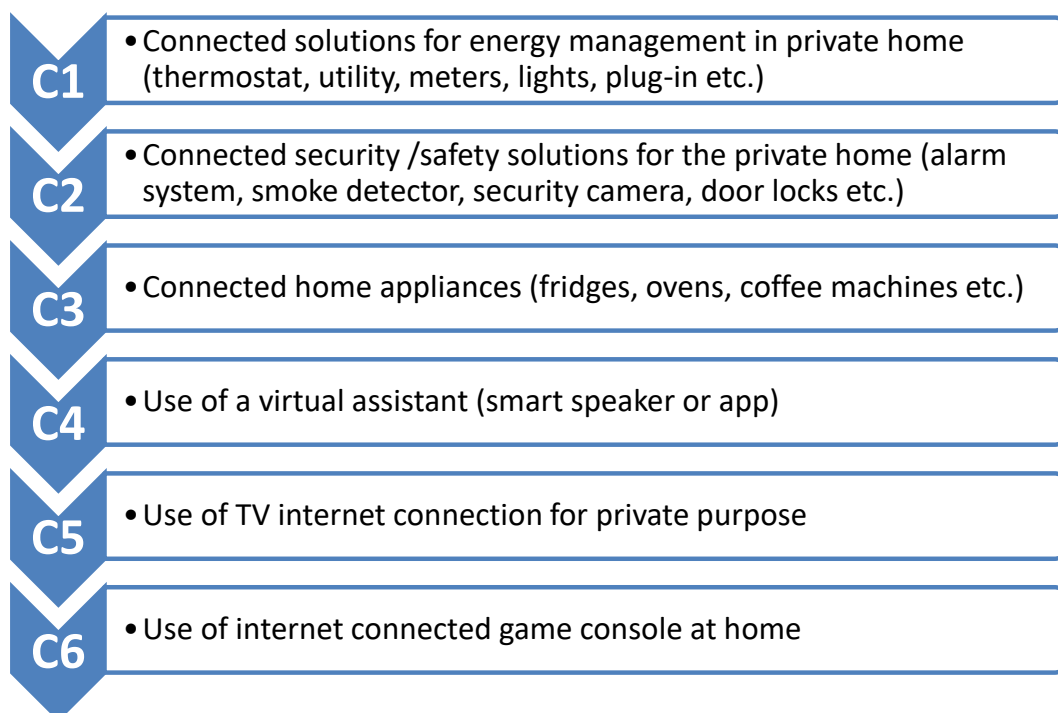 C1
• Connected solutions for energy management in private home
(thermostat, utility, meters, lights, plug-in etc.)
C2
• Connected security /safety solutions for the private home (alarm
system, smoke detector, security camera, door locks etc.)
C3
• Connected home appliances (fridges, ovens, coffee machines etc.)
C4
• Use of a virtual assistant (smart speaker or app)
C5
• Use of TV internet connection for private purpose
C6
• Use of internet connected game console at home